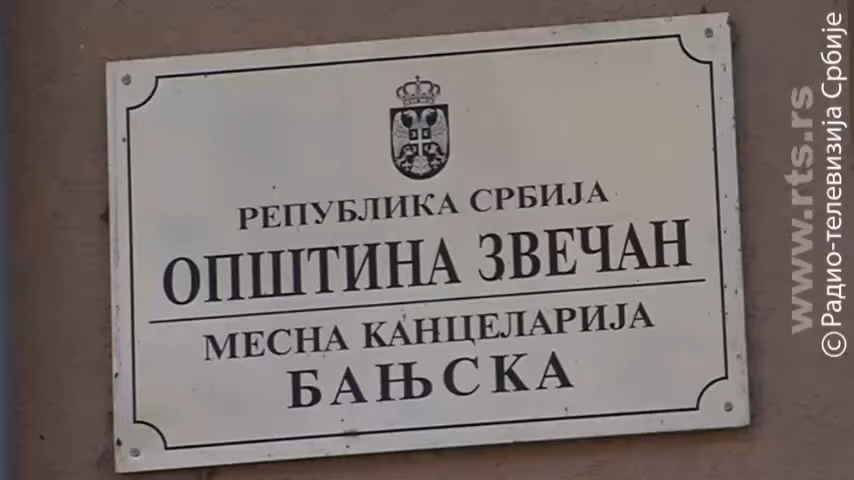 РЕПУБЛИКА СРБИЈА
ОПШТИНА ЗВЕЧАН
МЕСНА КАНЦЕЛАРИЈА
БАЊСКА
www.rts.rs
©Радио-телевизија Србије